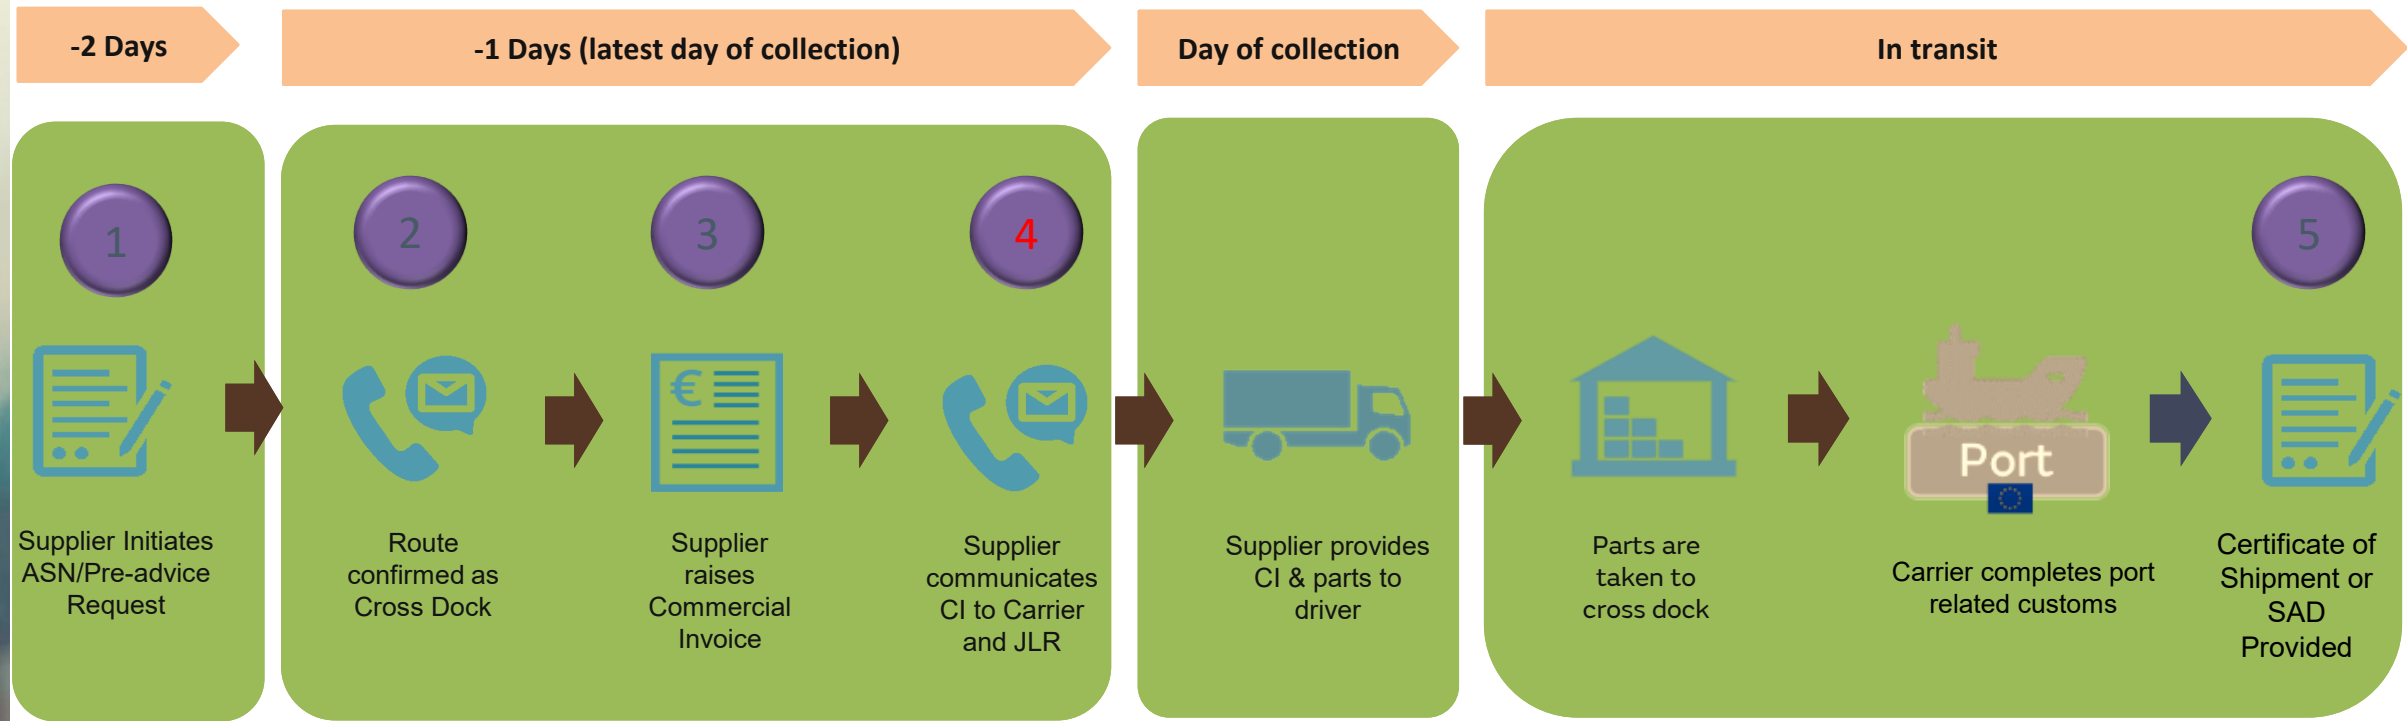 -2 Days
-1 Days (latest day of collection)
Day of collection
In transit
1
2
3
4
5
€
Port
Supplier Initiates
ASN/Pre-advice
Request
Route
confirmed as
Cross Dock
Supplier
raises
Commercial
Invoice
Supplier
communicates
CI to Carrier
and JLR
Supplier provides
CI & parts to
driver
Parts are
taken to
cross dock
Carrier completes port
related customs
Certificate of
Shipment or
SAD
Provided